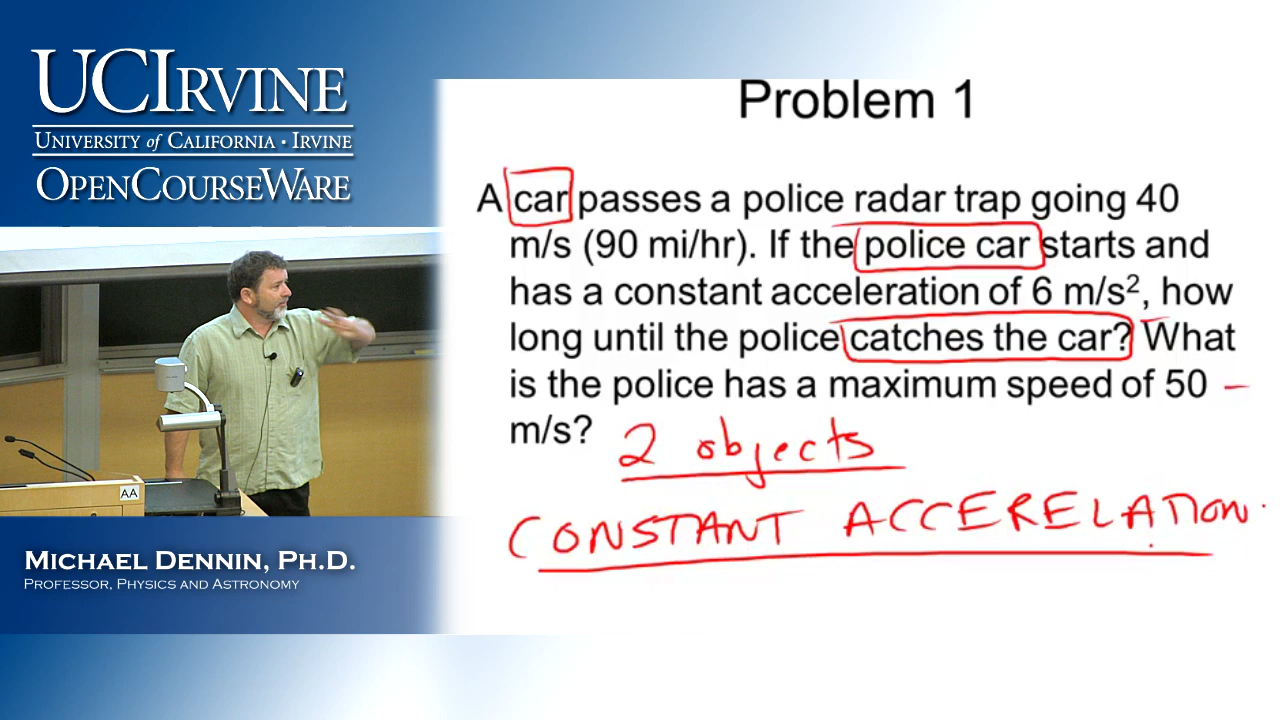 UCIRVINE
UNIVERSITY of CALIFORNIA · IRVINE
OPENCOURSEWARE
AA
MICHAEL DENNIN, PH.D.
PROFESSOR, PHYSICS AND ASTRONOMY
Problem 1
A car passes a police radar trap going 40
m/s (90 mi/hr). If the police car starts and
has a constant acceleration of 6 m/s², how
long until the police catches the car? What
is the police has a maximum speed of 50
m/s?
2 objects
CONSTANT ACCERELATION.